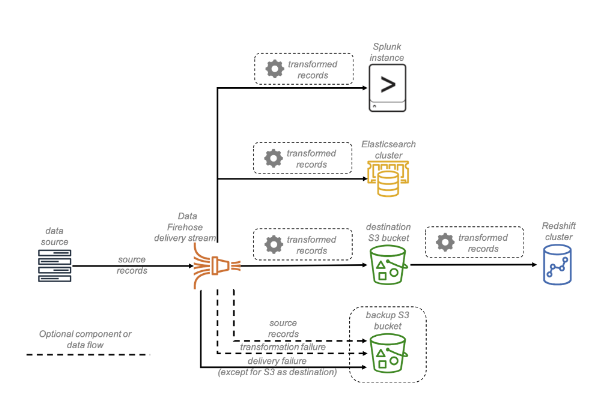 Splunk
instance
transformed
records
Elasticsearch
cluster
transformed
records
data
source
source
records
Data
Firehose
delivery stream
transformed
records
destination
S3 bucket
transformed
records
Redshift
cluster
Optional component or
data flow
source
records
transformation failure
delivery failure
(except for S3 as destination)
backup S3
bucket